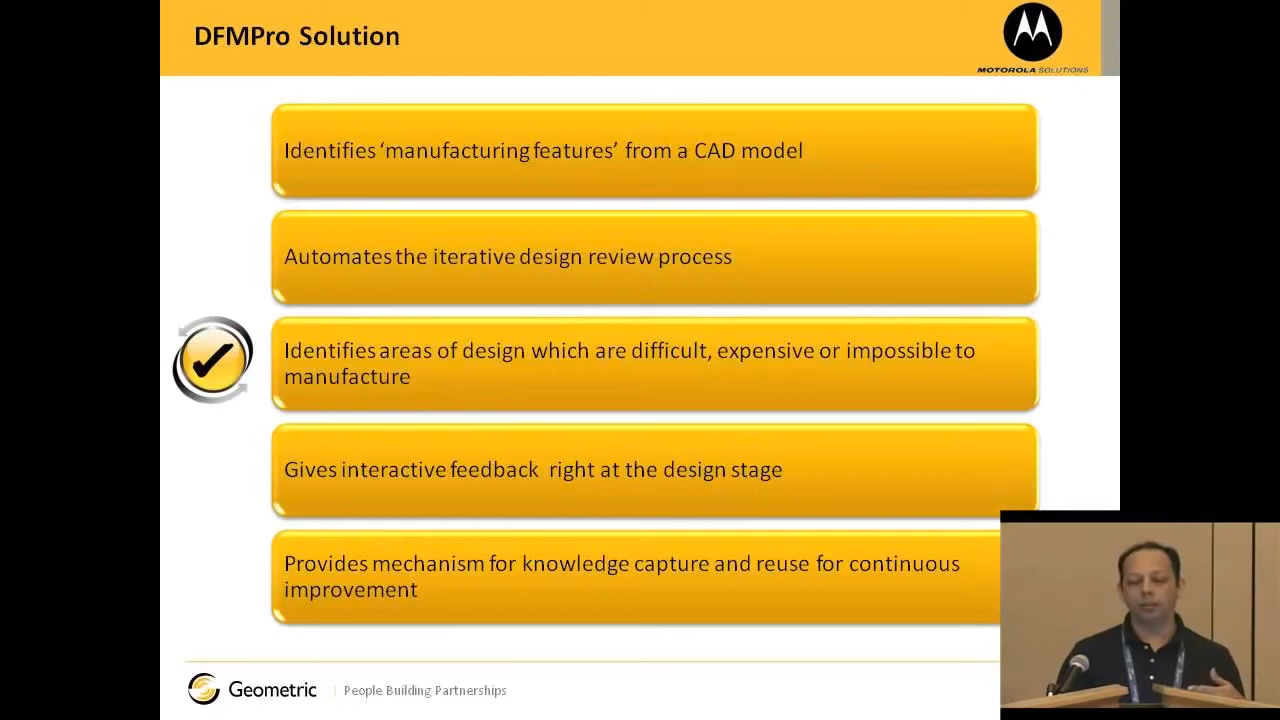 DFMPro Solution
MOTOROLA SOLUTIONS
Identifies ‘manufacturing features’ from a CAD model
Automates the iterative design review process
Identifies areas of design which are difficult, expensive or impossible to
manufacture
Gives interactive feedback right at the design stage
Provides mechanism for knowledge capture and reuse for continuous
improvement
Geometric
People Building Partnerships